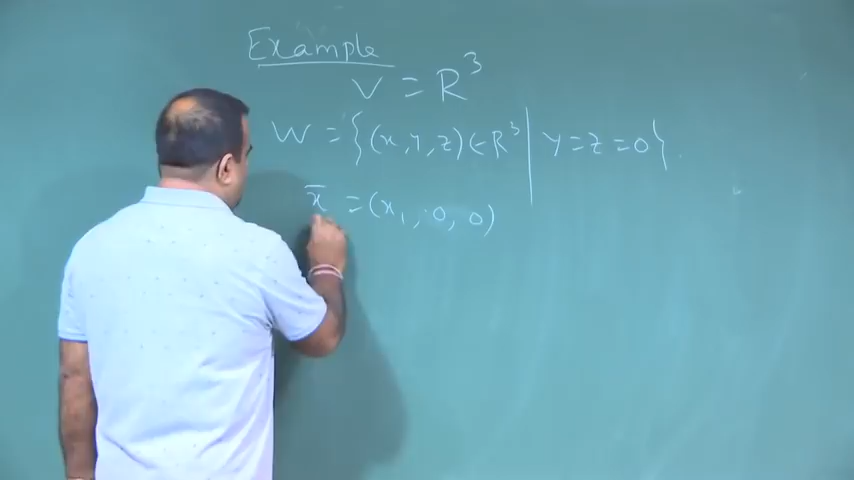 Example
V = R³
W = {(x, y, z) ∈ R³ | y = z = 0}
x̄ = (x₁, 0, 0)